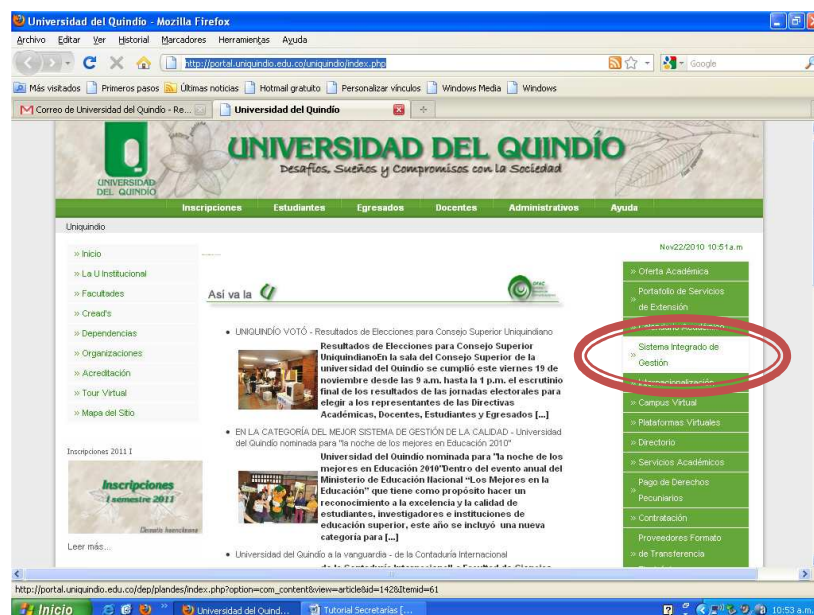 Universidad del Quindío - Mozilla Firefox
Archivo Editar Ver Historial Marcadores Herramientas Ayuda
http://portal.uniquindio.edu.co/uniquindio/index.php
Google
Más visitados Primeros pasos Últimas noticias Hotmail gratuito Personalizar vínculos Windows Media Windows
Correo de Universidad del Quindío - Re...
Universidad del Quindío
UNIVERSIDAD DEL QUINDÍO
Desafíos, Sueños y Compromisos con la Sociedad
UNIVERSIDAD
DEL QUINDÍO
Inscripciones Estudiantes Egresados Docentes Administrativos Ayuda
Uniquindio
Nov22/2010 10:51a.m
» Inicio
» La U Institucional
» Facultades
» Cread's
» Dependencias
» Organizaciones
» Acreditación
» Tour Virtual
» Mapa del Sitio
Inscripciones 2011 I
Inscripciones
I semestre 2011
Leer más...
Así va la U
• UNIQUINDÍO VOTÓ - Resultados de Elecciones para Consejo Superior Uniquindiano
Resultados de Elecciones para Consejo Superior
UniquindianoEn la sala del Consejo Superior de la
universidad del Quindío se cumplió este viernes 19 de
noviembre desde las 9 a.m. hasta la 1 p.m. el escrutinio
final de los resultados de las jornadas electorales para
elegir a los representantes de las Directivas
Académicas, Docentes, Estudiantes y Egresados [...]
• EN LA CATEGORÍA DEL MEJOR SISTEMA DE GESTIÓN DE LA CALIDAD - Universidad
del Quindío nominada para "la noche de los mejores en Educación 2010"
Universidad del Quindío nominada para "la noche de los
mejores en Educación 2010"Dentro del evento anual del
Ministerio de Educación Nacional “Los Mejores en la
Educación” que tiene como propósito hacer un
reconocimiento a la excelencia y la calidad de
estudiantes, investigadores e instituciones de
educación superior, este año se incluyó una nueva
categoría para [...]
• Universidad del Quindío a la vanguardia - de la Contaduría Internacional
» Oferta Académica
Portafolio de Servicios
» de Extensión
» Calendario Académico
Sistema Integrado de
» Gestión
» Internacionalización
» Campus Virtual
» Plataformas Virtuales
» Directorio
» Servicios Académicos
Pago de Derechos
» Pecuniarios
» Contratación
Proveedores Formato
» de Transferencia
http://portal.uniquindio.edu.co/dep/plandes/index.php?option=com_content&view=article&id=142&Itemid=61
Inicio
Universidad del Quind...
Tutorial Secretarías [...
10:53 a.m.